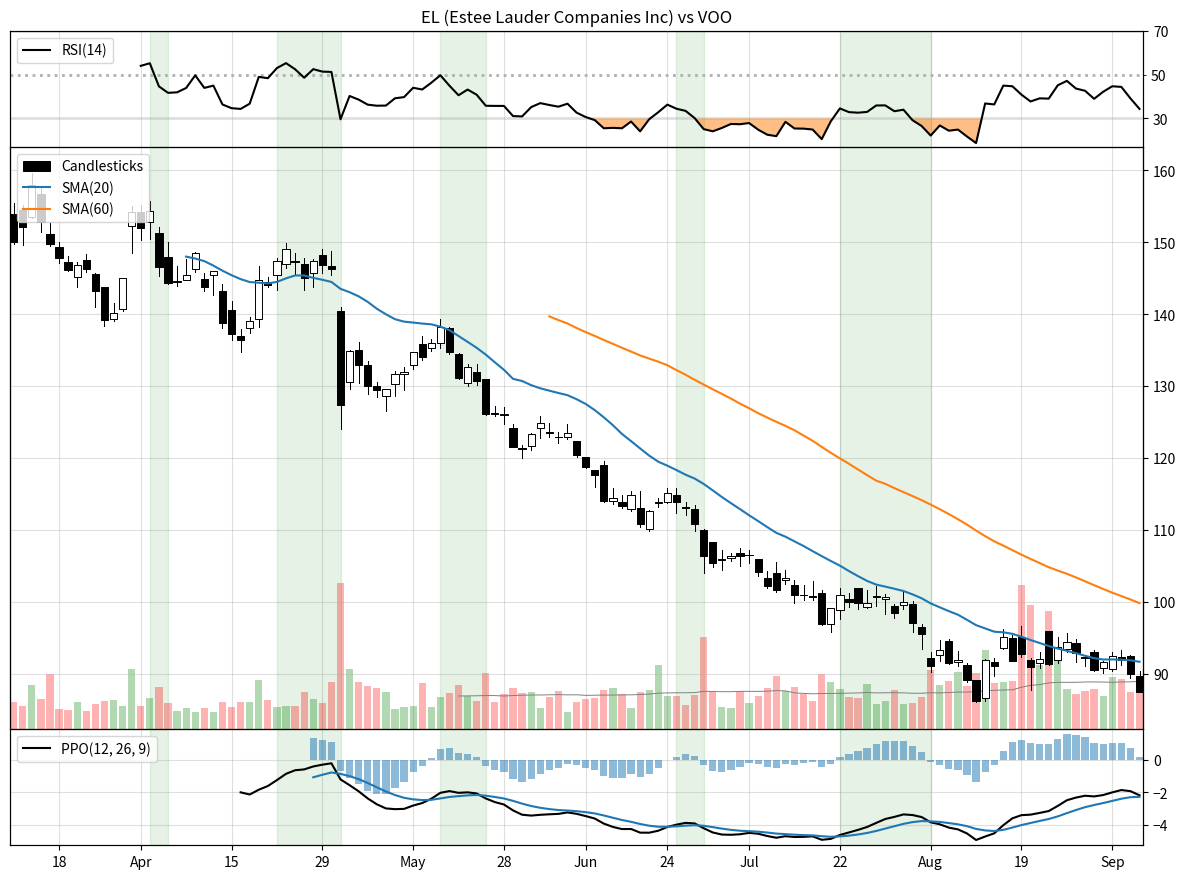 EL (Estee Lauder Companies Inc) vs VOO
RSI(14)
70
50
30
Candlesticks
SMA(20)
SMA(60)
160
150
140
130
120
110
100
90
PPO(12, 26, 9)
0
−2
−4
18 Apr 15 29 May 28 Jun 24 Jul 22 Aug 19 Sep